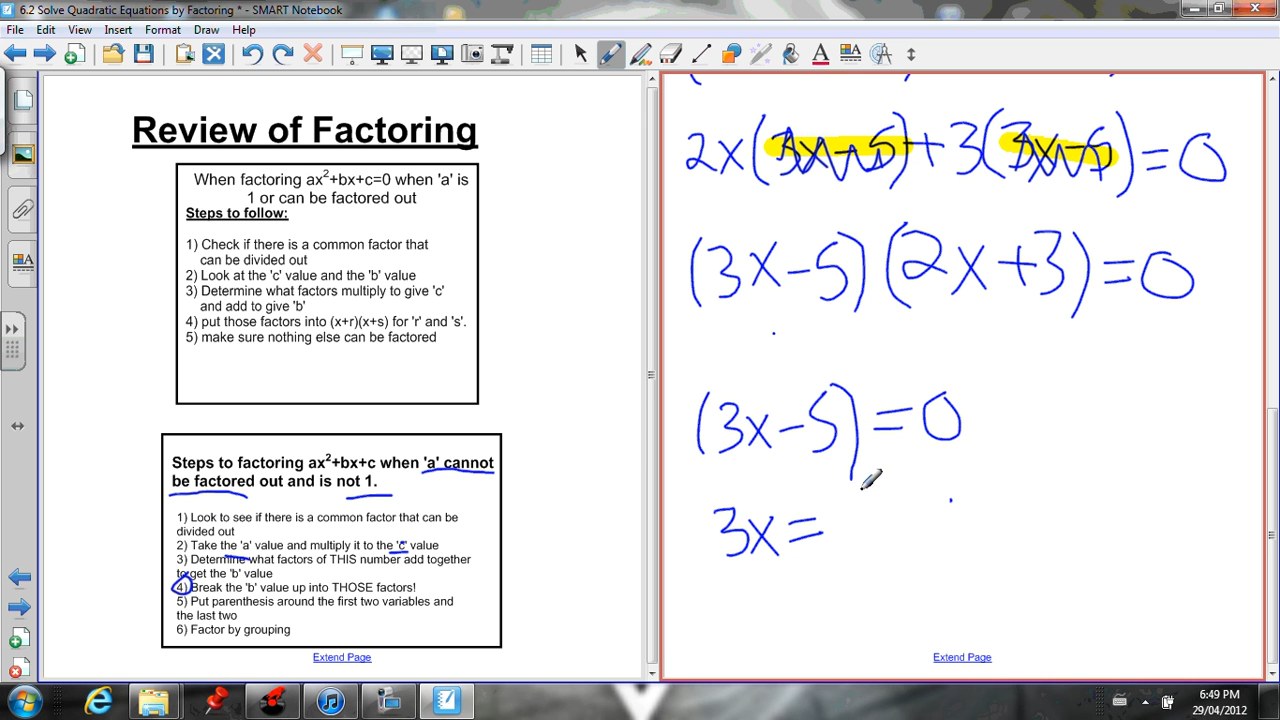 6.2 Solve Quadratic Equations by Factoring * - SMART Notebook
File Edit View Insert Format Draw Help
Review of Factoring
When factoring ax²+bx+c=0 when 'a' is
1 or can be factored out
Steps to follow:
1) Check if there is a common factor that
can be divided out
2) Look at the 'c' value and the 'b' value
3) Determine what factors multiply to give 'c'
and add to give 'b'
4) put those factors into (x+r)(x+s) for 'r' and 's'.
5) make sure nothing else can be factored
Steps to factoring ax²+bx+c when 'a' cannot
be factored out and is not 1.
1) Look to see if there is a common factor that can be
divided out
2) Take the 'a' value and multiply it to the 'c' value
3) Determine what factors of THIS number add together
to get the 'b' value
4) Break the 'b' value up into THOSE factors!
5) Put parenthesis around the first two variables and
the last two
6) Factor by grouping
Extend Page
2x(3x-5)+3(3x-5)=0
(3x-5)(2x+3)=0
(3x-5)=0
3x=
Extend Page
6:49 PM
29/04/2012